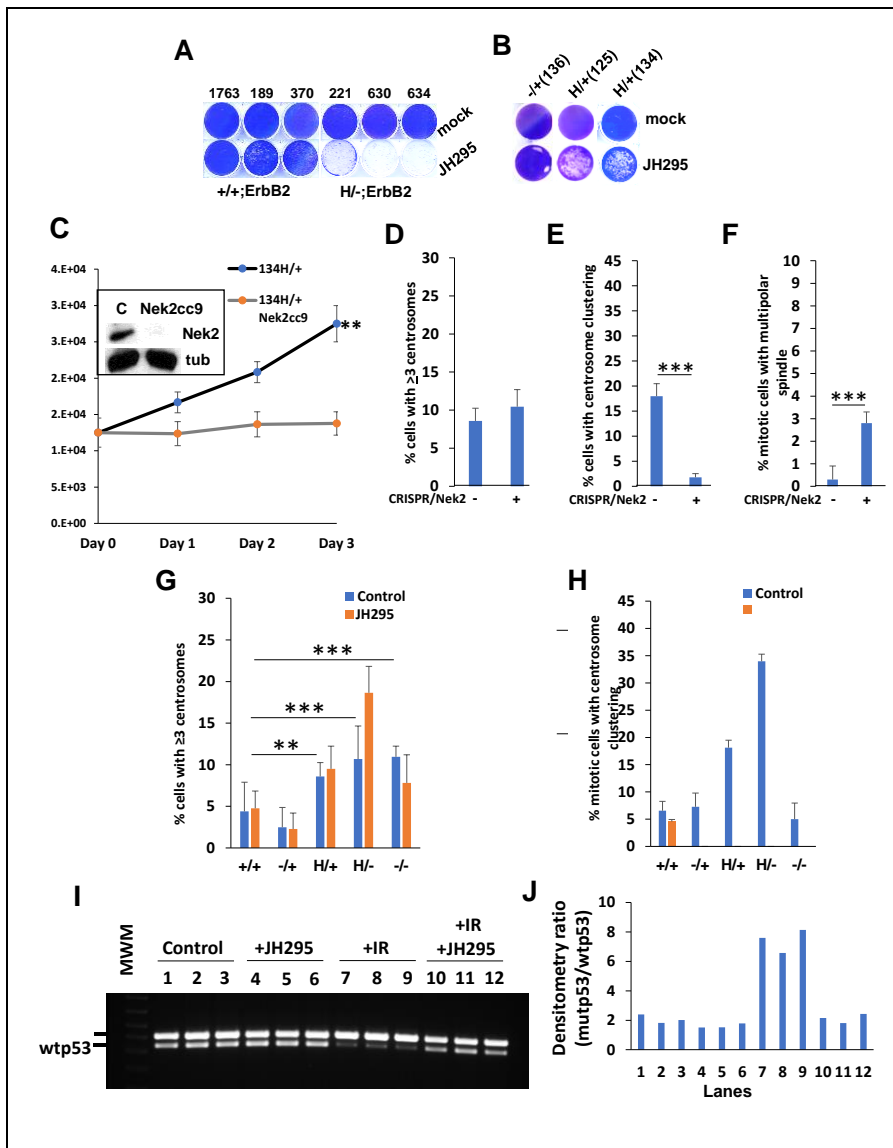 A
1763 189 370 221 630 634
mock
JH295
+/+;ErbB2 H/-;ErbB2
B
-/+(136) H/+(125) H/+(134)
mock
JH295
C
4.E+04
3.E+04
3.E+04
2.E+04
2.E+04
1.E+04
1.E+04
5.E+03
0.E+00
134H/+
134H/+
Nek2cc9
C Nek2cc9
Nek2
tub
**
Day 0 Day 1 Day 2 Day 3
D
% cells with ≥3 centrosomes
30
25
20
15
10
5
0
CRISPR/Nek2 - +
E
% cells with centrosome clustering
45
40
35
30
25
20
15
10
5
0
***
CRISPR/Nek2 - +
F
% mitotic cells with multipolar
spindle
10
9
8
7
6
5
4
3
2
1
0
***
CRISPR/Nek2 - +
G
% cells with ≥3 centrosomes
30
25
20
15
10
5
0
Control
JH295
***
***
**
+/+ -/+ H/+ H/- -/-
H
% mitotic cells with centrosome
clustering
45
40
35
30
25
20
15
10
5
0
Control
+/+ -/+ H/+ H/- -/-
I
MWM
Control +JH295 +IR +IR
+JH295
1 2 3 4 5 6 7 8 9 10 11 12
wtp53
J
Densitometry ratio
(mutp53/wtp53)
10
8
6
4
2
0
1 2 3 4 5 6 7 8 9 10 11 12
Lanes